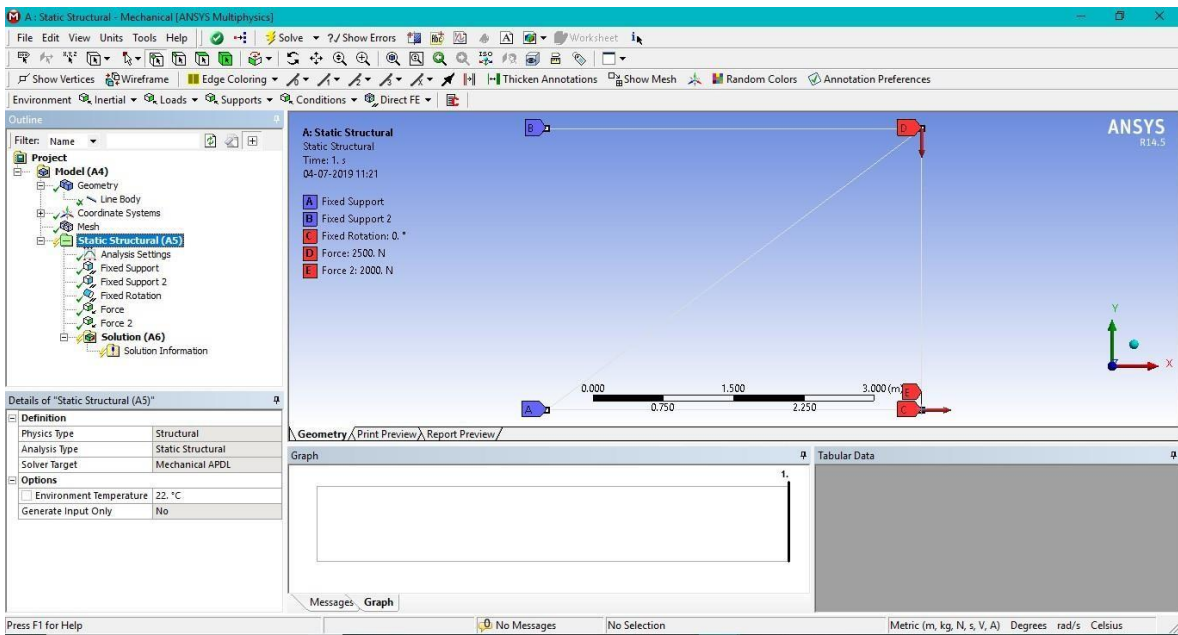 A : Static Structural - Mechanical [ANSYS Multiphysics]
File Edit View Units Tools Help Solve ?/ Show Errors Worksheet
Show Vertices Wireframe Edge Coloring Thicken Annotations Show Mesh Random Colors Annotation Preferences
Environment Inertial Loads Supports Conditions Direct FE
Outline
Filter: Name
Project
Model (A4)
Geometry
Line Body
Coordinate Systems
Mesh
Static Structural (A5)
Analysis Settings
Fixed Support
Fixed Support 2
Fixed Rotation
Force
Force 2
Solution (A6)
Solution Information
Details of "Static Structural (A5)"
Definition
Physics Type Structural
Analysis Type Static Structural
Solver Target Mechanical APDL
Options
Environment Temperature 22. °C
Generate Input Only No
A: Static Structural
Static Structural
Time: 1. s
04-07-2019 11:21
A Fixed Support
B Fixed Support 2
C Fixed Rotation: 0. °
D Force: 2500. N
E Force 2: 2000. N
B
D
ANSYS
R14.5
Y
X
0.000 1.500 3.000 (m)
0.750 2.250
E
A
C
Geometry Print Preview Report Preview
Graph
1.
Messages Graph
Tabular Data
Press F1 for Help
0 No Messages
No Selection
Metric (m, kg, N, s, V, A) Degrees rad/s Celsius